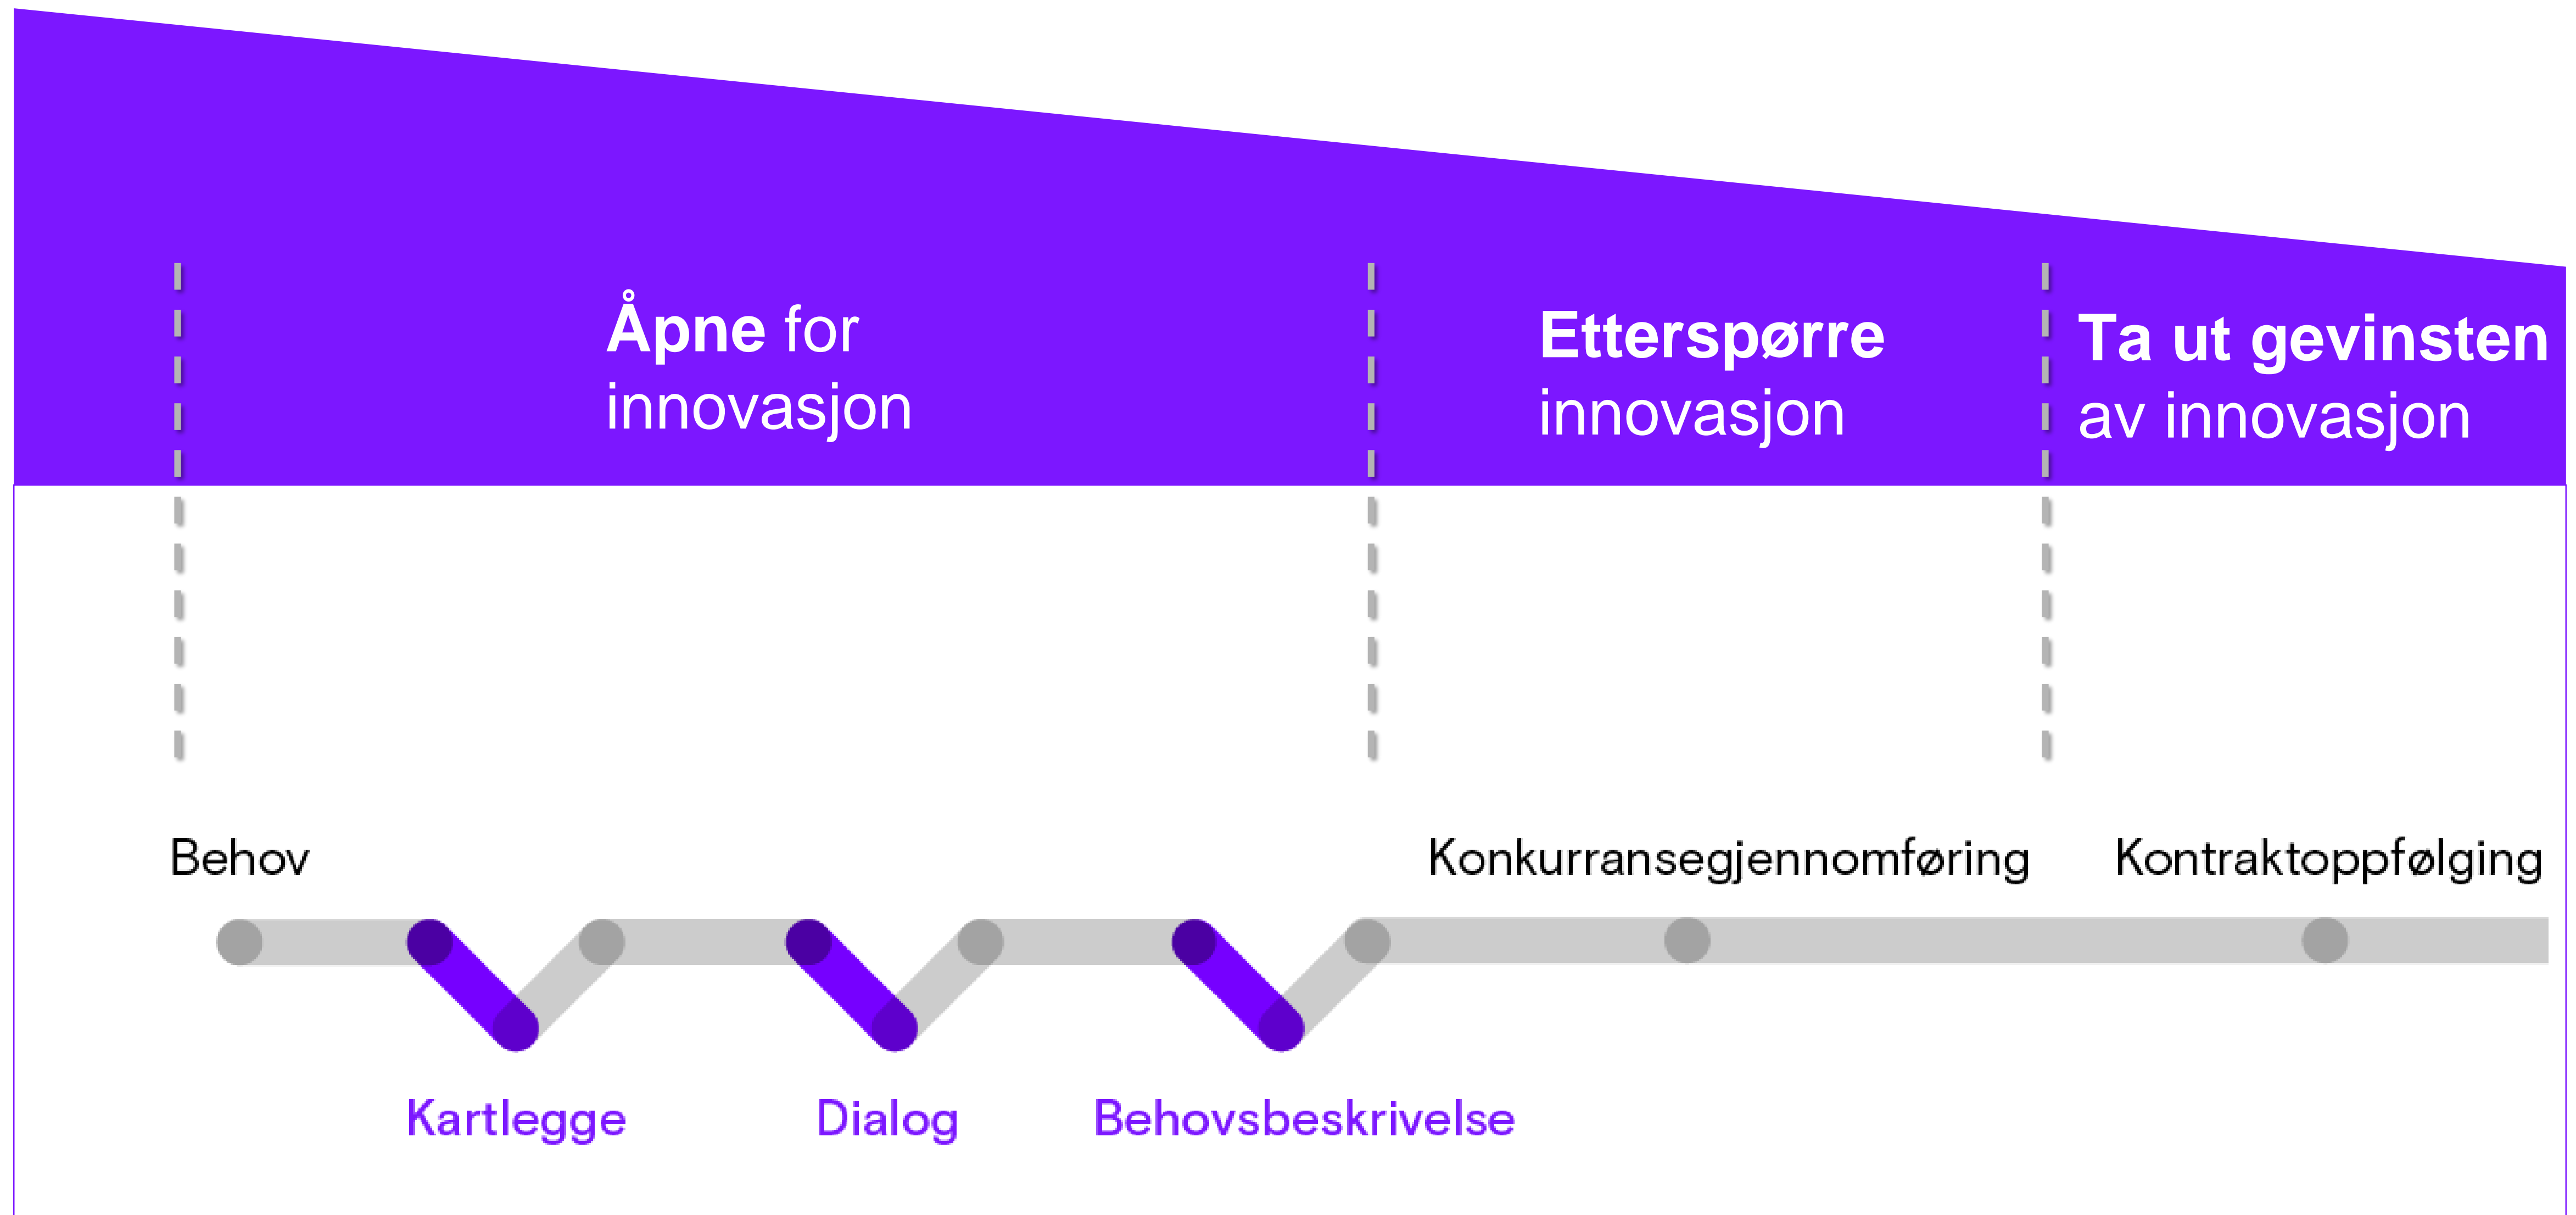 Åpne for
innovasjon
Etterspørre
innovasjon
Ta ut gevinsten
av innovasjon
Behov
Konkurransegjennomføring
Kontraktoppfølging
Kartlegge
Dialog
Behovsbeskrivelse